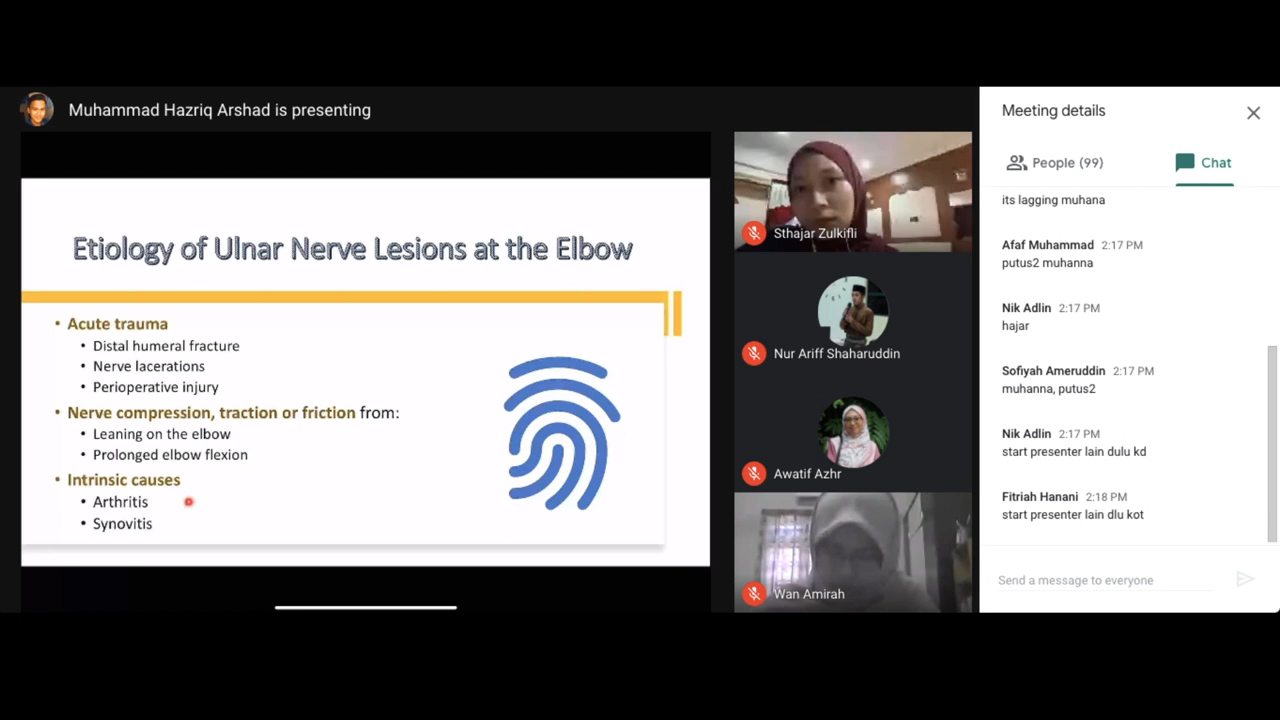 Muhammad Hazriq Arshad is presenting
Etiology of Ulnar Nerve Lesions at the Elbow
• Acute trauma
• Distal humeral fracture
• Nerve lacerations
• Perioperative injury
• Nerve compression, traction or friction from:
• Leaning on the elbow
• Prolonged elbow flexion
• Intrinsic causes
• Arthritis
• Synovitis
Sthajar Zulkifli
Nur Ariff Shaharuddin
Awatif Azhr
Wan Amirah
Meeting details
People (99)
Chat
its lagging muhana
Afaf Muhammad 2:17 PM
putus2 muhanna
Nik Adlin 2:17 PM
hajar
Sofiyah Ameruddin 2:17 PM
muhanna, putus2
Nik Adlin 2:17 PM
start presenter lain dulu kd
Fitriah Hanani 2:18 PM
start presenter lain dlu kot
Send a message to everyone